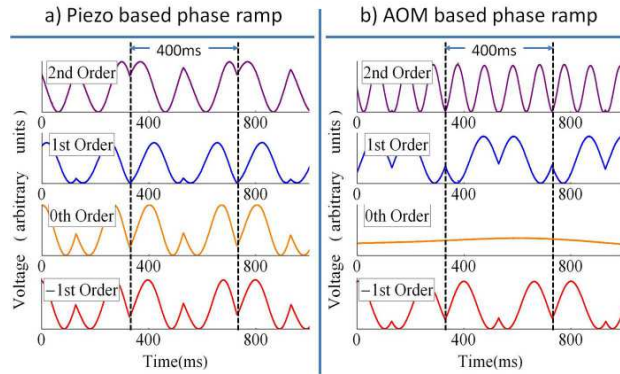 a) Piezo based phase ramp
400ms
2nd Order
0 400 800
1st Order
0 400 800
0th Order
0 400 800
−1st Order
0 400 800
Time(ms)
Voltage ( arbitrary units)
b) AOM based phase ramp
400ms
2nd Order
0 400 800
1st Order
0 400 800
0th Order
0 400 800
−1st Order
0 400 800
Time(ms)
Voltage ( arbitrary units)